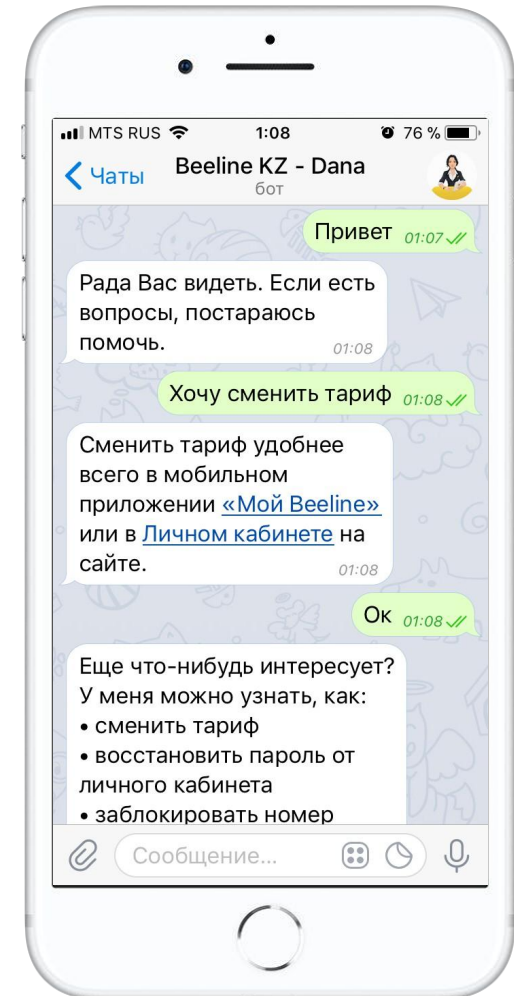 MTS RUS 1:08 76 %
Чаты Beeline KZ - Dana
бот
Привет 01:07
Рада Вас видеть. Если есть
вопросы, постараюсь
помочь. 01:08
Хочу сменить тариф 01:08
Сменить тариф удобнее
всего в мобильном
приложении «Мой Beeline»
или в Личном кабинете на
сайте. 01:08
Ок 01:08
Еще что-нибудь интересует?
У меня можно узнать, как:
• сменить тариф
• восстановить пароль от
личного кабинета
• заблокировать номер
Сообщение...